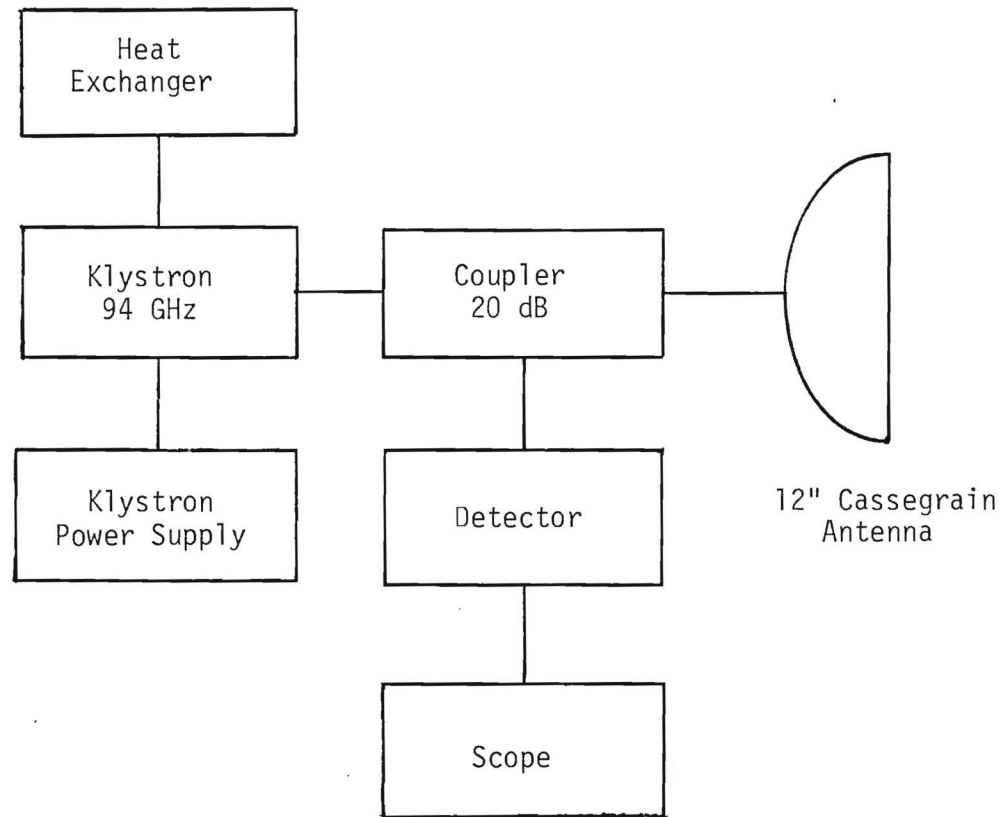 Heat
Exchanger
Klystron
94 GHz
Coupler
20 dB
Klystron
Power Supply
Detector
12" Cassegrain
Antenna
Scope